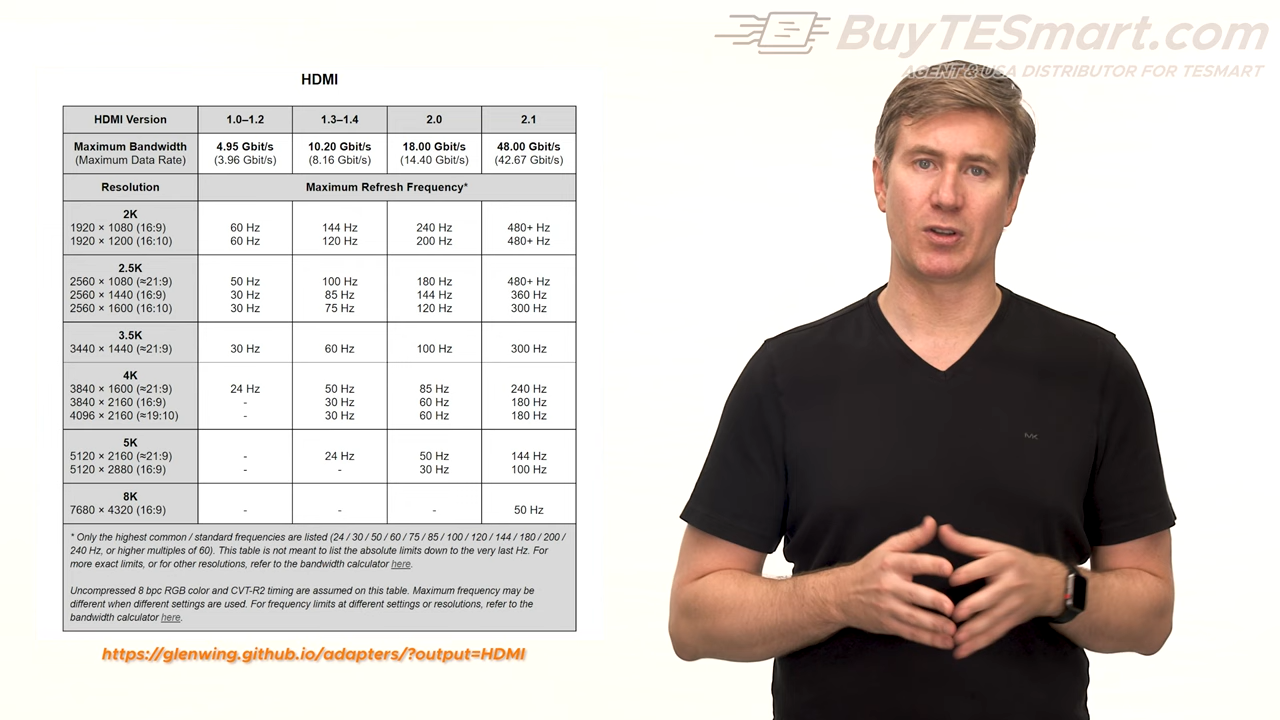 BuyTESmart.com
AGENT & USA DISTRIBUTOR FOR TESMART
HDMI
HDMI Version 1.0–1.2 1.3–1.4 2.0 2.1
Maximum Bandwidth 4.95 Gbit/s 10.20 Gbit/s 18.00 Gbit/s 48.00 Gbit/s
(Maximum Data Rate) (3.96 Gbit/s) (8.16 Gbit/s) (14.40 Gbit/s) (42.67 Gbit/s)
Resolution Maximum Refresh Frequency*
2K
1920 × 1080 (16:9) 60 Hz 144 Hz 240 Hz 480+ Hz
1920 × 1200 (16:10) 60 Hz 120 Hz 200 Hz 480+ Hz
2.5K
2560 × 1080 (≈21:9) 50 Hz 100 Hz 180 Hz 480+ Hz
2560 × 1440 (16:9) 30 Hz 85 Hz 144 Hz 360 Hz
2560 × 1600 (16:10) 30 Hz 75 Hz 120 Hz 300 Hz
3.5K
3440 × 1440 (≈21:9) 30 Hz 60 Hz 100 Hz 300 Hz
4K
3840 × 1600 (≈21:9) 24 Hz 50 Hz 85 Hz 240 Hz
3840 × 2160 (16:9) - 30 Hz 60 Hz 180 Hz
4096 × 2160 (≈19:10) - 30 Hz 60 Hz 180 Hz
5K
5120 × 2160 (≈21:9) - 24 Hz 50 Hz 144 Hz
5120 × 2880 (16:9) - - 30 Hz 100 Hz
8K
7680 × 4320 (16:9) - - - 50 Hz
* Only the highest common / standard frequencies are listed (24 / 30 / 50 / 60 / 75 / 85 / 100 / 120 / 144 / 180 / 200 /
240 Hz, or higher multiples of 60). This table is not meant to list the absolute limits down to the very last Hz. For
more exact limits, or for other resolutions, refer to the bandwidth calculator here.
Uncompressed 8 bpc RGB color and CVT-R2 timing are assumed on this table. Maximum frequency may be
different when different settings are used. For frequency limits at different settings or resolutions, refer to the
bandwidth calculator here.
https://glenwing.github.io/adapters/?output=HDMI
MK